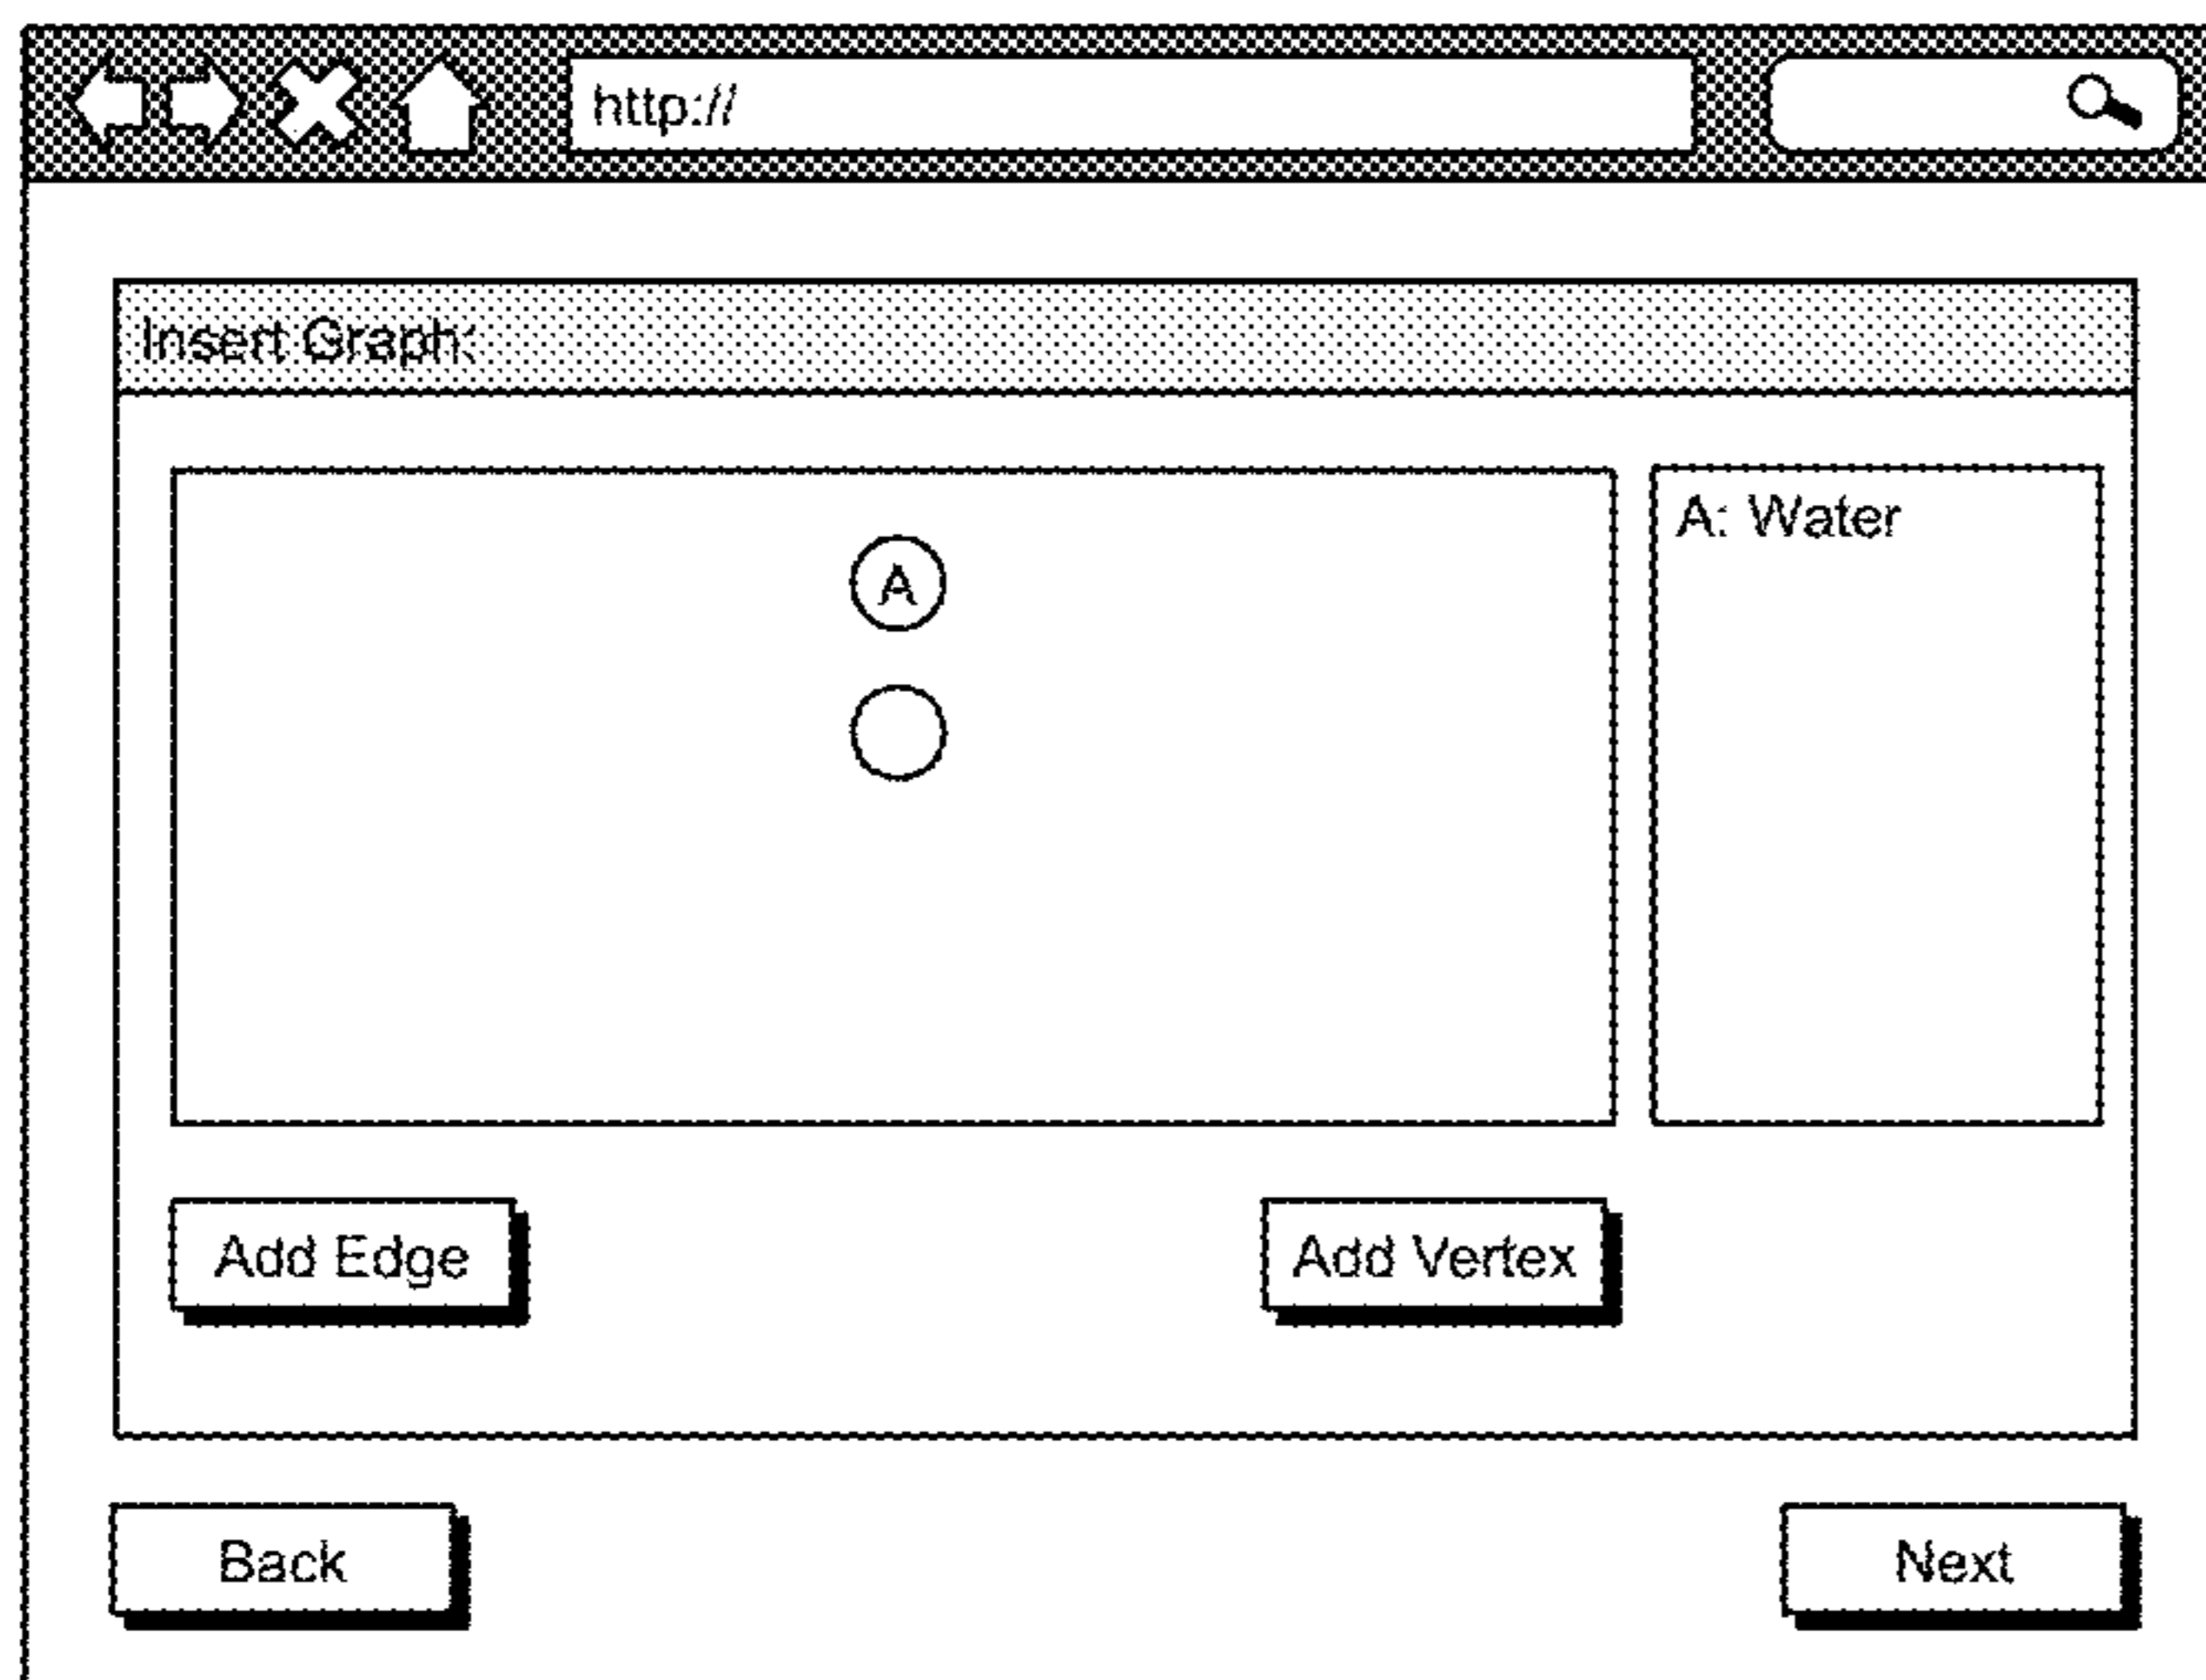 http://
Insert Graph:
A
A: Water
Add Edge
Add Vertex
Back
Next